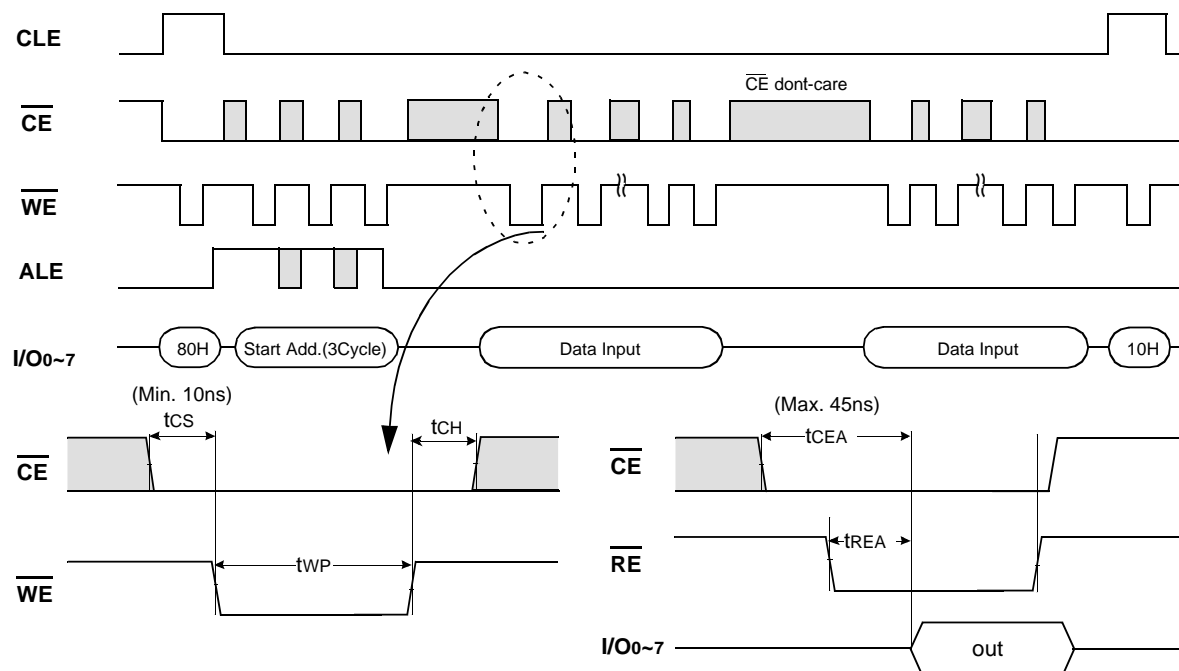 CLE
CE dont-care
CE
WE
ALE
I/O0~7
80H
Start Add.(3Cycle)
Data Input
Data Input
10H
(Min. 10ns)
tCS
tCH
CE
tWP
WE
(Max. 45ns)
tCEA
CE
tREA
RE
I/O0~7
out